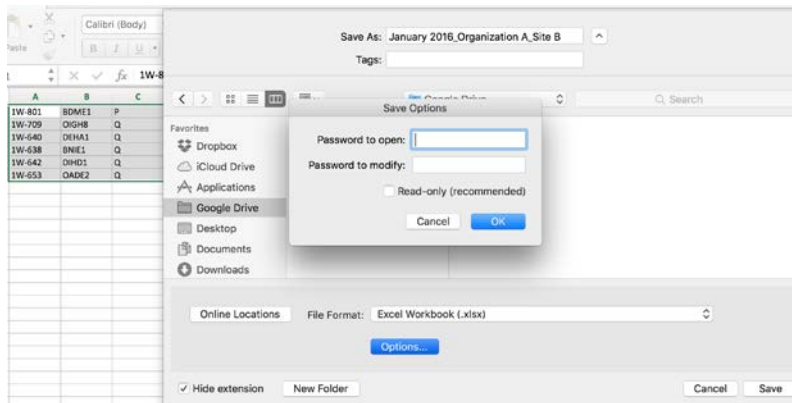 Calibri (Body)
Paste
B I U
fx 1W-8
A B C
1W-801 BDME1 P
1W-709 OIGH8 Q
1W-640 DEHA1 Q
1W-638 BNIE1 Q
1W-642 DIHD1 Q
1W-653 OADE2 Q
Save As: January 2016_Organization A_Site B
Tags:
Google Drive
Search
Favorites
Dropbox
iCloud Drive
Applications
Google Drive
Desktop
Documents
Downloads
Save Options
Password to open:
Password to modify:
Read-only (recommended)
Cancel OK
Online Locations
File Format: Excel Workbook (.xlsx)
Options...
Hide extension
New Folder
Cancel Save